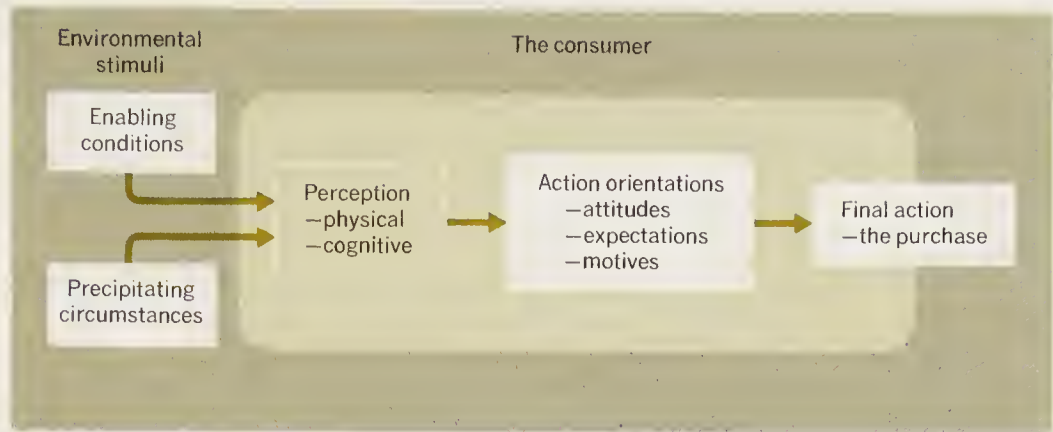 Environmental
stimuli
The consumer
Enabling
conditions
Precipitating
circumstances
Perception
—physical
—cognitive
Action orientations
—attitudes
—expectations
—motives
Final action
—the purchase